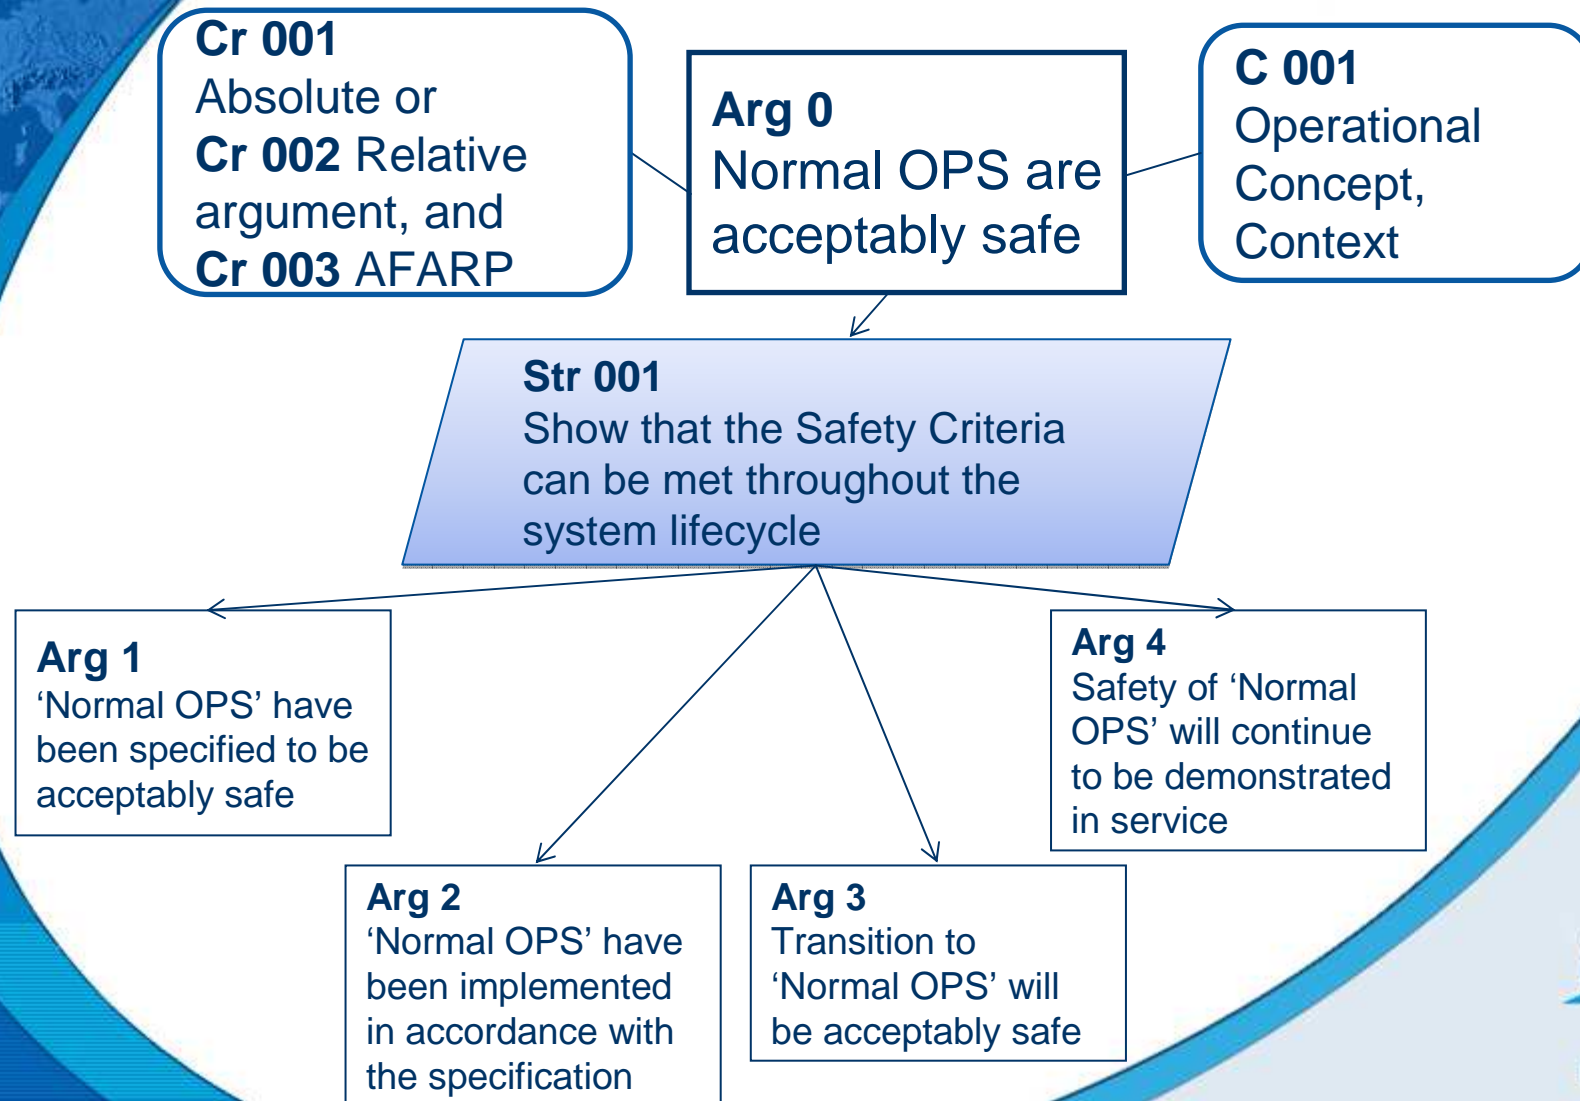 Cr 001
Absolute or
Cr 002 Relative
argument, and
Cr 003 AFARP
Arg 0
Normal OPS are
acceptably safe
C 001
Operational
Concept,
Context
Str 001
Show that the Safety Criteria
can be met throughout the
system lifecycle
Arg 1
‘Normal OPS’ have
been specified to be
acceptably safe
Arg 2
‘Normal OPS’ have
been implemented
in accordance with
the specification
Arg 3
Transition to
‘Normal OPS’ will
be acceptably safe
Arg 4
Safety of ‘Normal
OPS’ will continue
to be demonstrated
in service